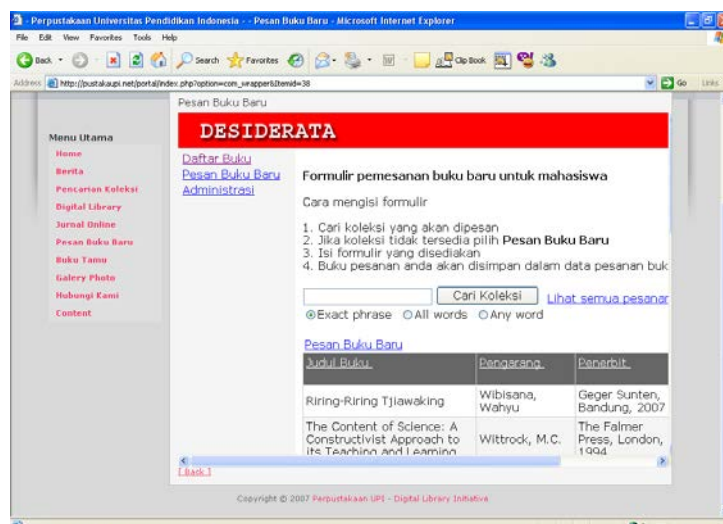 - Perpustakaan Universitas Pendidikan Indonesia - - Pesan Buku Baru - Microsoft Internet Explorer
File Edit View Favorites Tools Help
Back Search Favorites Clip Book
Address http://pustakaupi.net/portal/index.php?option=com_wrapper&Itemid=38 Go Links
Pesan Buku Baru
DESIDERATA
Menu Utama
Home
Berita
Pencarian Koleksi
Digital Library
Jurnal Online
Pesan Buku Baru
Buku Tamu
Galery Photo
Hubungi Kami
Content
Daftar Buku
Pesan Buku Baru
Administrasi
Formulir pemesanan buku baru untuk mahasiswa
Cara mengisi formulir
1. Cari koleksi yang akan dipesan
2. Jika koleksi tidak tersedia pilih Pesan Buku Baru
3. Isi formulir yang disediakan
4. Buku pesanan anda akan disimpan dalam data pesanan buk
Cari Koleksi Lihat semua pesanan
Exact phrase All words Any word
Pesan Buku Baru
Judul Buku Pengarang Penerbit
Riring-Riring Tjiawaking Wibisana, Wahyu Geger Sunten, Bandung, 2007
The Content of Science: A Constructivist Approach to its Teaching and Learning Wittrock, M.C. The Falmer Press, London, 1994
[ Back ]
Copyright © 2007 Perpustakaan UPI - Digital Library Initiative